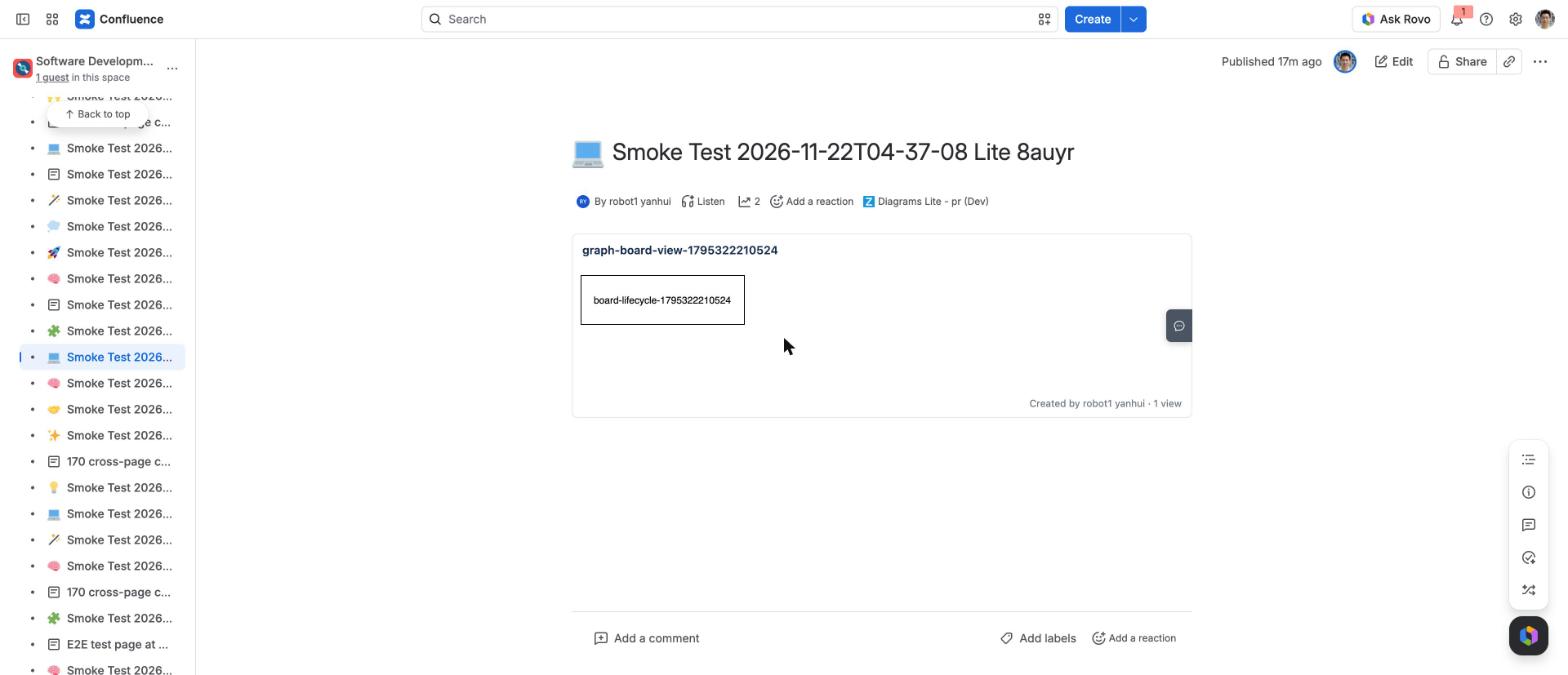 Confluence
Search
Create
Ask Rovo
1
Software Developm...
1 guest in this space
Back to top
Smoke Test 2026...
Smoke Test 2026...
Smoke Test 2026...
Smoke Test 2026...
Smoke Test 2026...
Smoke Test 2026...
Smoke Test 2026...
Smoke Test 2026...
Smoke Test 2026...
Smoke Test 2026...
Smoke Test 2026...
Smoke Test 2026...
170 cross-page c...
Smoke Test 2026...
Smoke Test 2026...
Smoke Test 2026...
Smoke Test 2026...
170 cross-page c...
Smoke Test 2026...
E2E test page at ...
Smoke Test 2026...
Published 17m ago
Edit
Share
Smoke Test 2026-11-22T04-37-08 Lite 8auyr
RY By robot1 yanhui Listen 2 Add a reaction Z Diagrams Lite - pr (Dev)
graph-board-view-1795322210524
board-lifecycle-1795322210524
Created by robot1 yanhui · 1 view
Add a comment
Add labels
Add a reaction